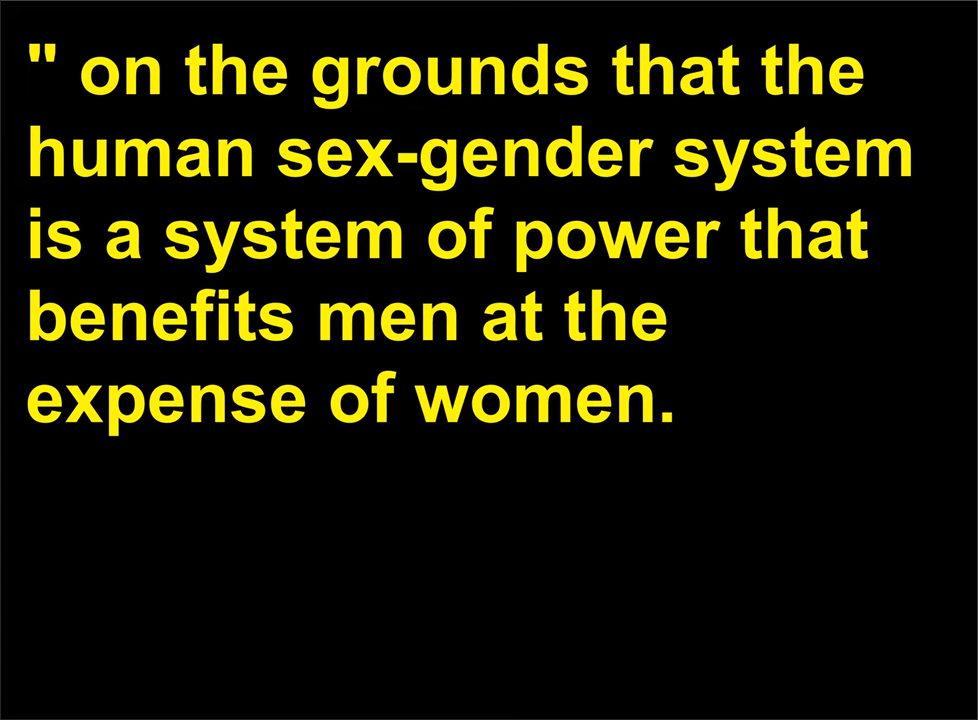 " on the grounds that the
human sex-gender system
is a system of power that
benefits men at the
expense of women.